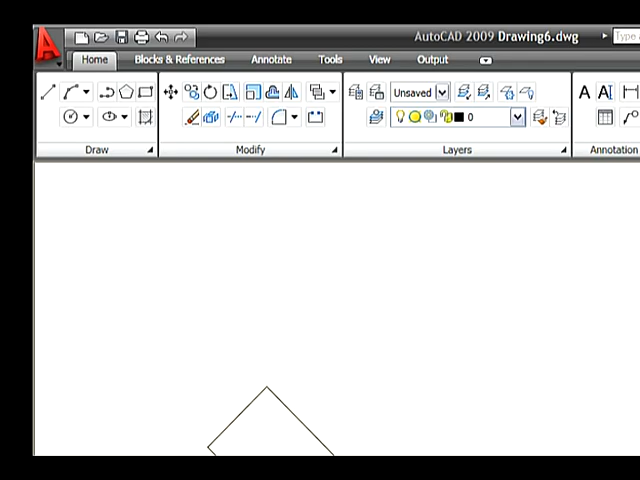 AutoCAD 2009 Drawing6.dwg
Type
Home Blocks & References Annotate Tools View Output
Unsaved
0
Draw Modify Layers Annotation